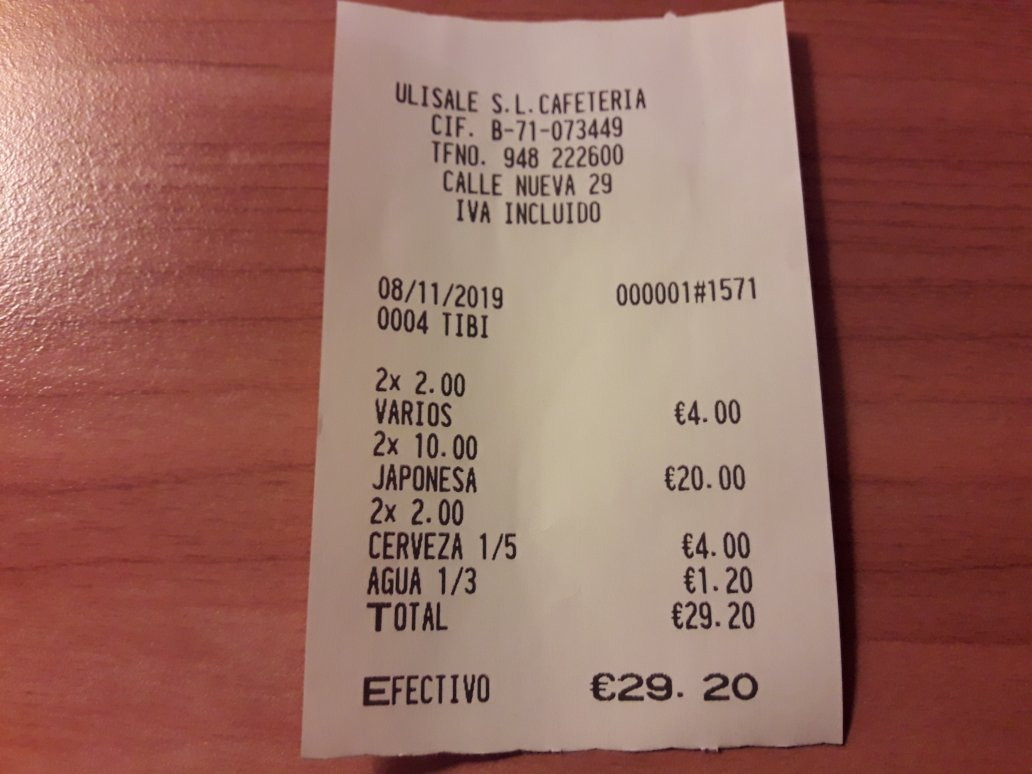 ULISALE S.L.CAFETERIA
CIF. B-71-073449
TFNO. 948 222600
CALLE NUEVA 29
IVA INCLUIDO
08/11/2019 000001#1571
0004 TIBI
2x 2.00
VARIOS €4.00
2x 10.00
JAPONESA €20.00
2x 2.00
CERVEZA 1/5 €4.00
AGUA 1/3 €1.20
TOTAL €29.20
EFECTIVO €29.20